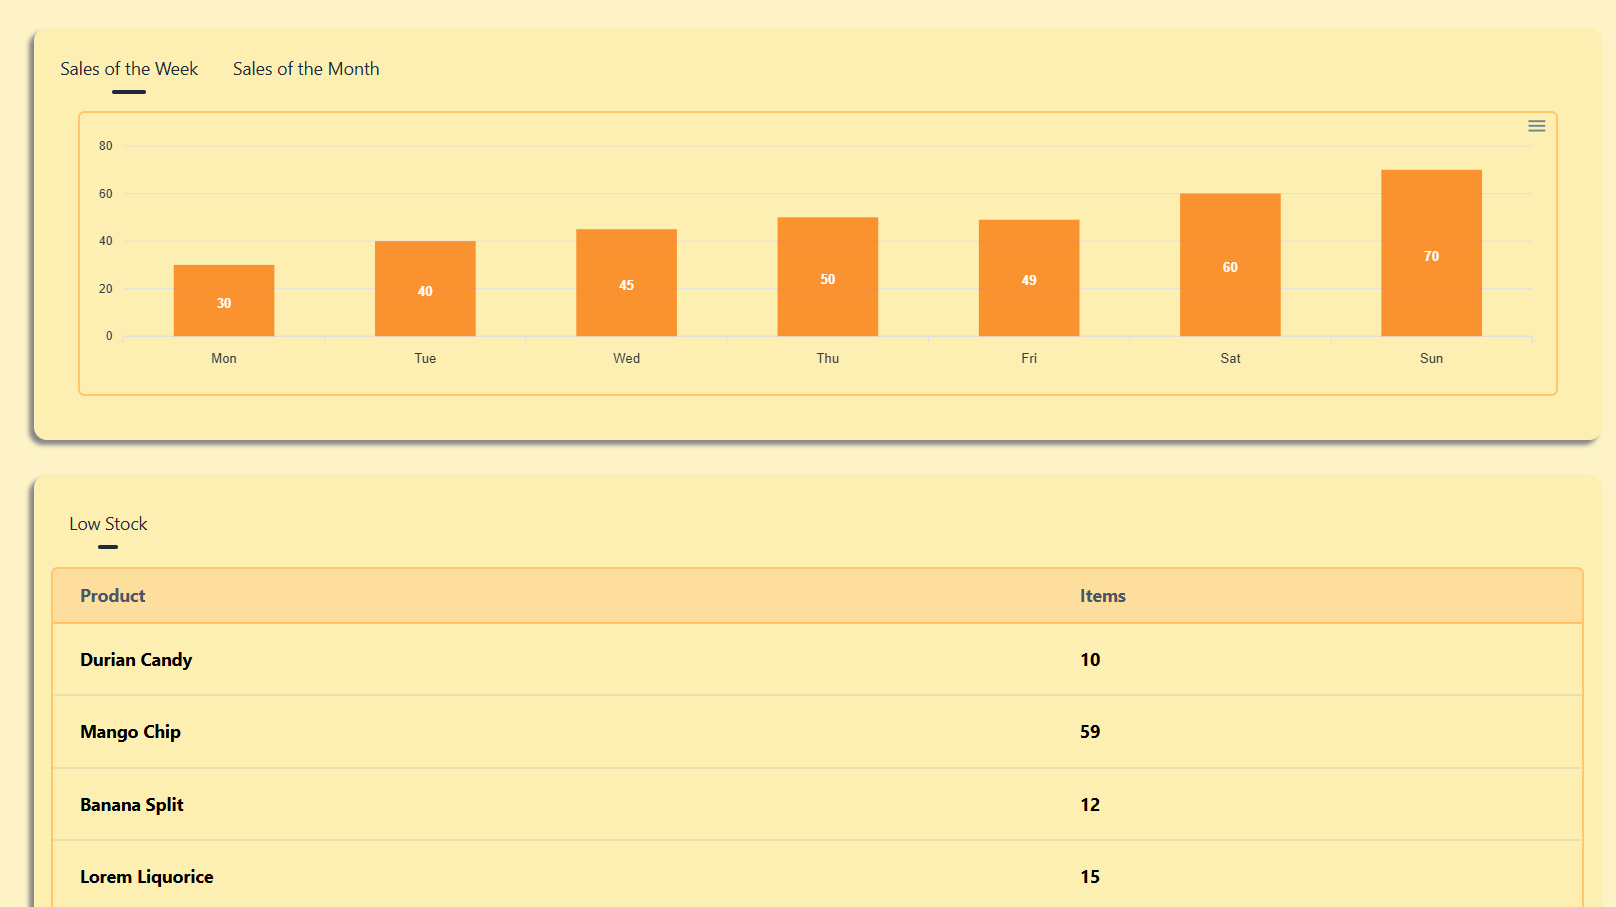 Sales of the Week Sales of the Month
80
60
40
20
0
30 40 45 50 49 60 70
Mon Tue Wed Thu Fri Sat Sun
Low Stock
Product Items
Durian Candy 10
Mango Chip 59
Banana Split 12
Lorem Liquorice 15